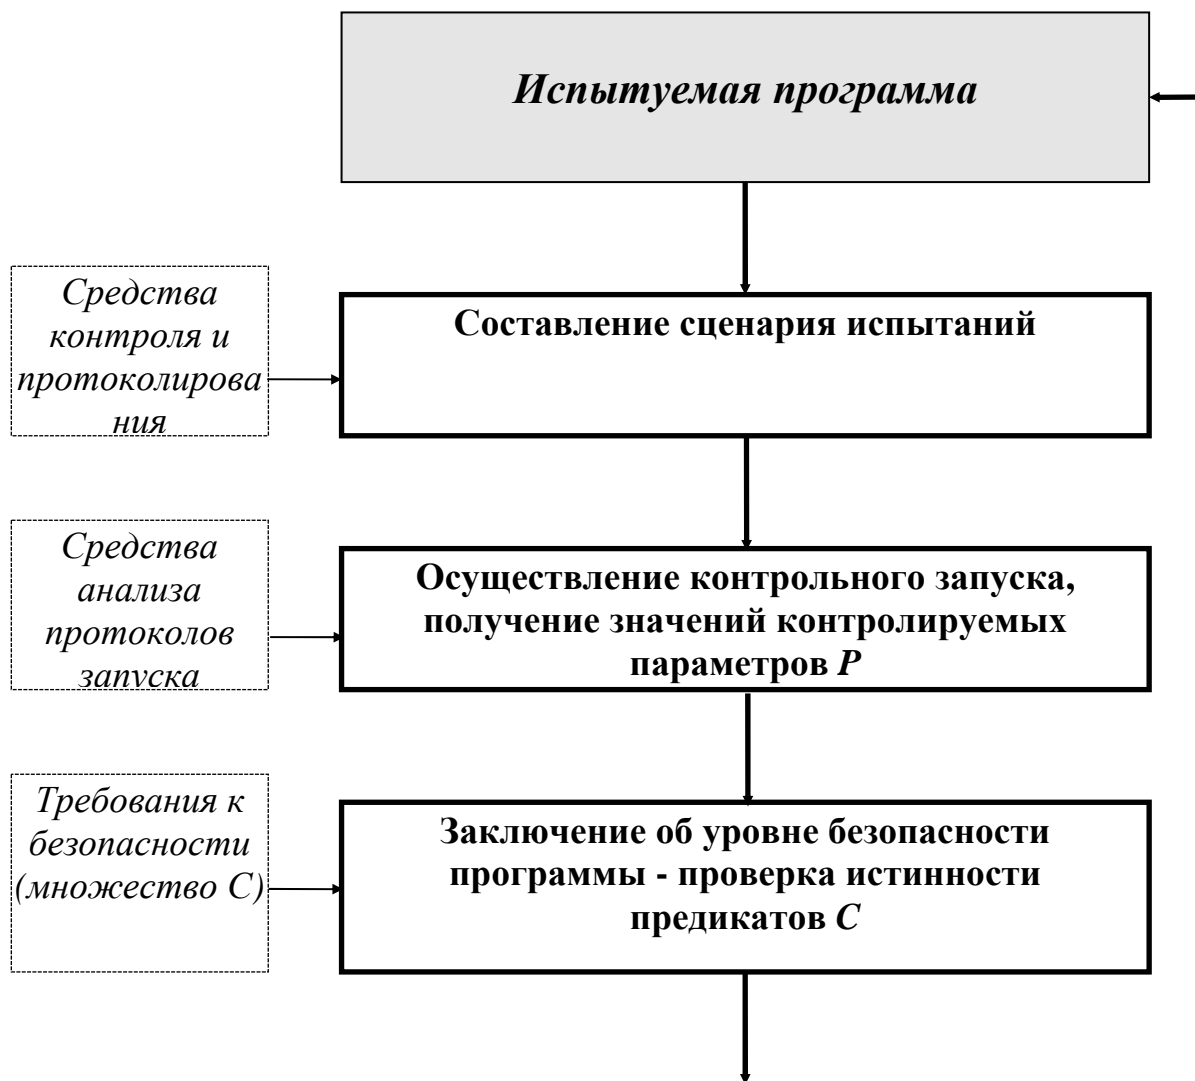 Испытуемая программа
Средства
контроля и
протоколирова
ния
Составление сценария испытаний
Средства
анализа
протоколов
запуска
Осуществление контрольного запуска,
получение значений контролируемых
параметров P
Требования к
безопасности
(множество C)
Заключение об уровне безопасности
программы - проверка истинности
предикатов C